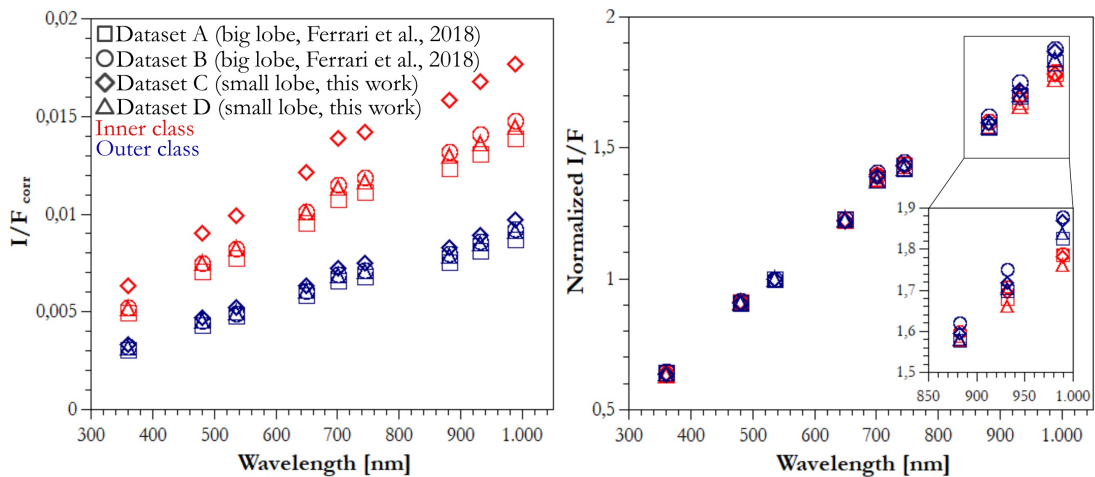 0,02
0,015
0,01
0,005
0
I/F corr
Dataset A (big lobe, Ferrari et al., 2018)
Dataset B (big lobe, Ferrari et al., 2018)
Dataset C (small lobe, this work)
Dataset D (small lobe, this work)
Inner class
Outer class
300 400 500 600 700 800 900 1.000
Wavelength [nm]
2
1,5
1
0,5
Normalized I/F
1,9
1,8
1,7
1,6
1,5
850 900 950 1.000
300 400 500 600 700 800 900 1.000
Wavelength [nm]